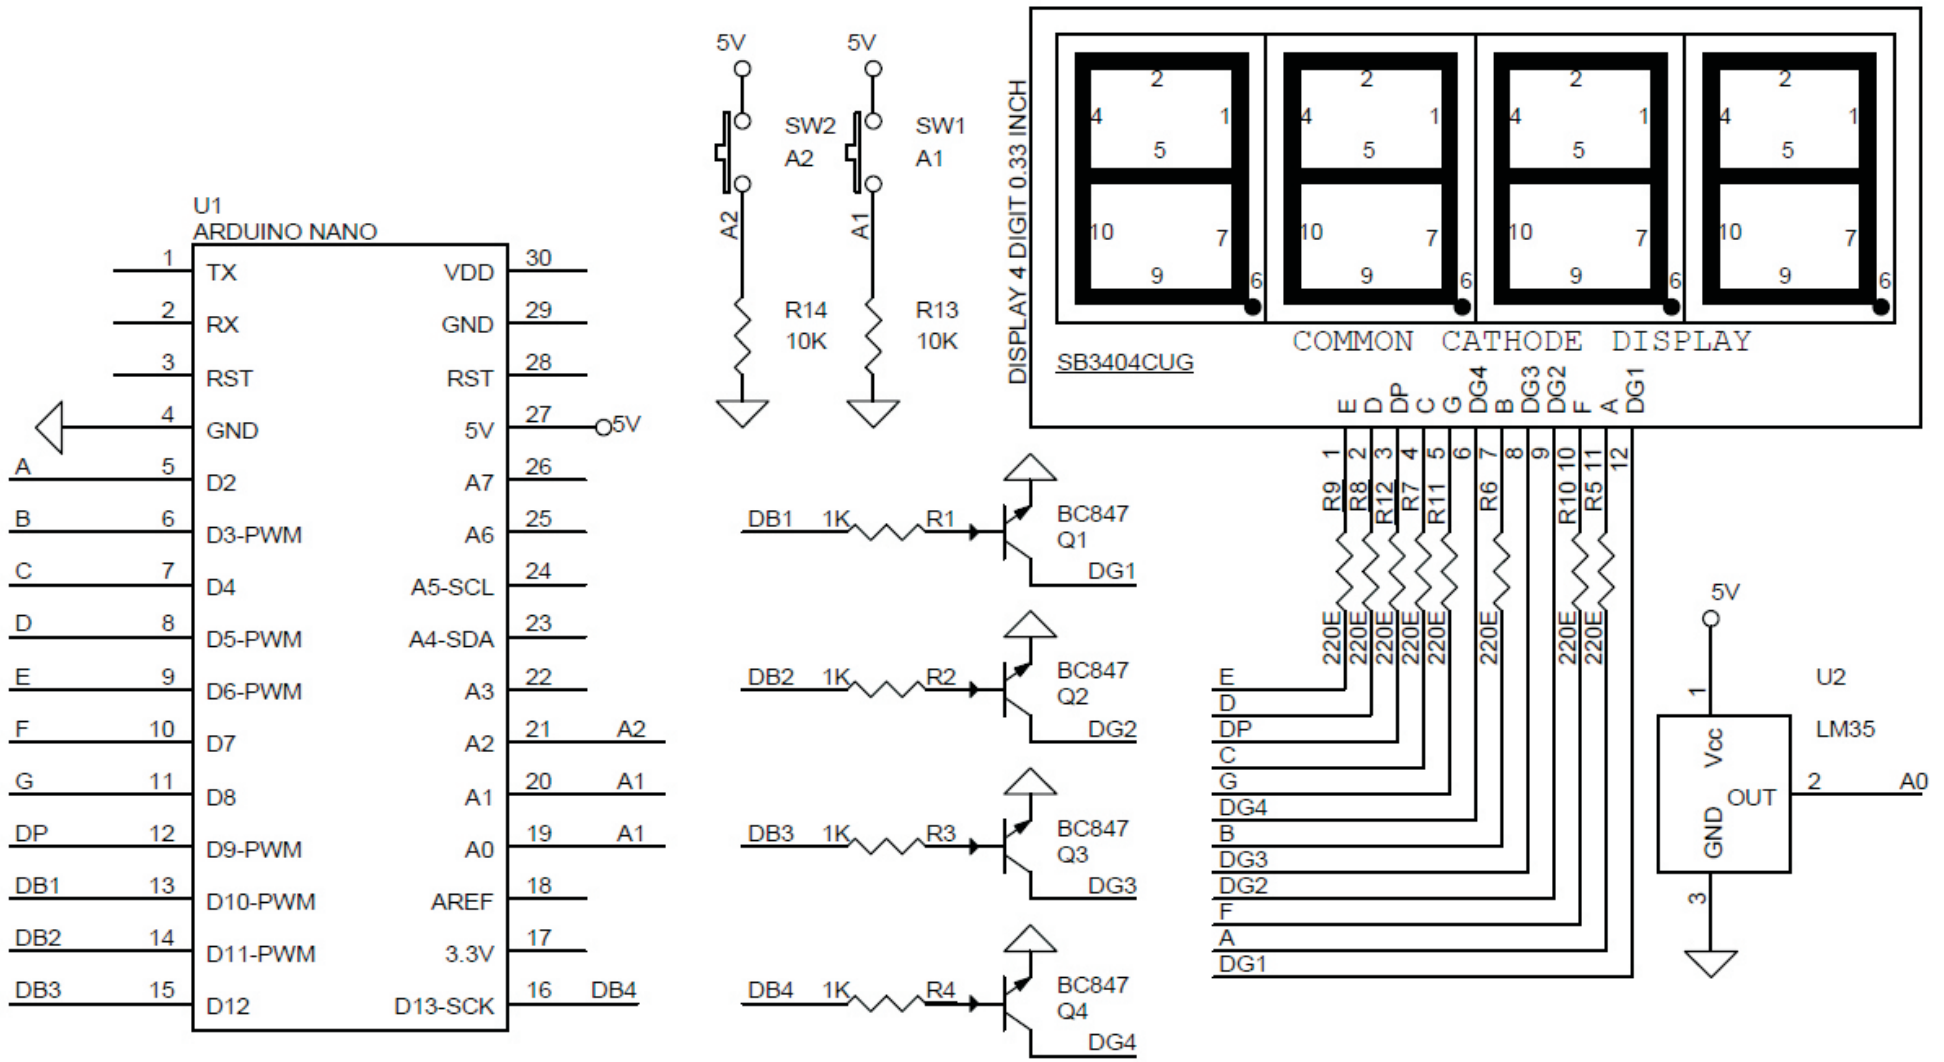 U1
ARDUINO NANO
1 TX VDD 30
2 RX GND 29
3 RST RST 28
4 GND 5V 27 5V
A 5 D2 A7 26
B 6 D3-PWM A6 25
C 7 D4 A5-SCL 24
D 8 D5-PWM A4-SDA 23
E 9 D6-PWM A3 22
F 10 D7 A2 21 A2
G 11 D8 A1 20 A1
DP 12 D9-PWM A0 19 A1
DB1 13 D10-PWM AREF 18
DB2 14 D11-PWM 3.3V 17
DB3 15 D12 D13-SCK 16 DB4
5V 5V
SW2 SW1
A2 A1
A2 A1
R14 R13
10K 10K
DB1 1K R1 BC847
Q1
DG1
DB2 1K R2 BC847
Q2
DG2
DB3 1K R3 BC847
Q3
DG3
DB4 1K R4 BC847
Q4
DG4
DISPLAY 4 DIGIT 0.33 INCH
2 2 2 2
4 1 4 1 4 1 4 1
5 5 5 5
10 7 10 7 10 7 10 7
9 6 9 6 9 6 9 6
COMMON CATHODE DISPLAY
SB3404CUG
E D DP C G DG4 B DG3 DG2 F A DG1
1 2 3 4 5 6 7 8 9 10 11 12
R9 R8 R12 R7 R11 R6 R10 R5
220E 220E 220E 220E 220E 220E 220E 220E
E
D
DP
C
G
DG4
B
DG3
DG2
F
A
DG1
5V
1
U2
LM35
Vcc
OUT 2 A0
GND
3